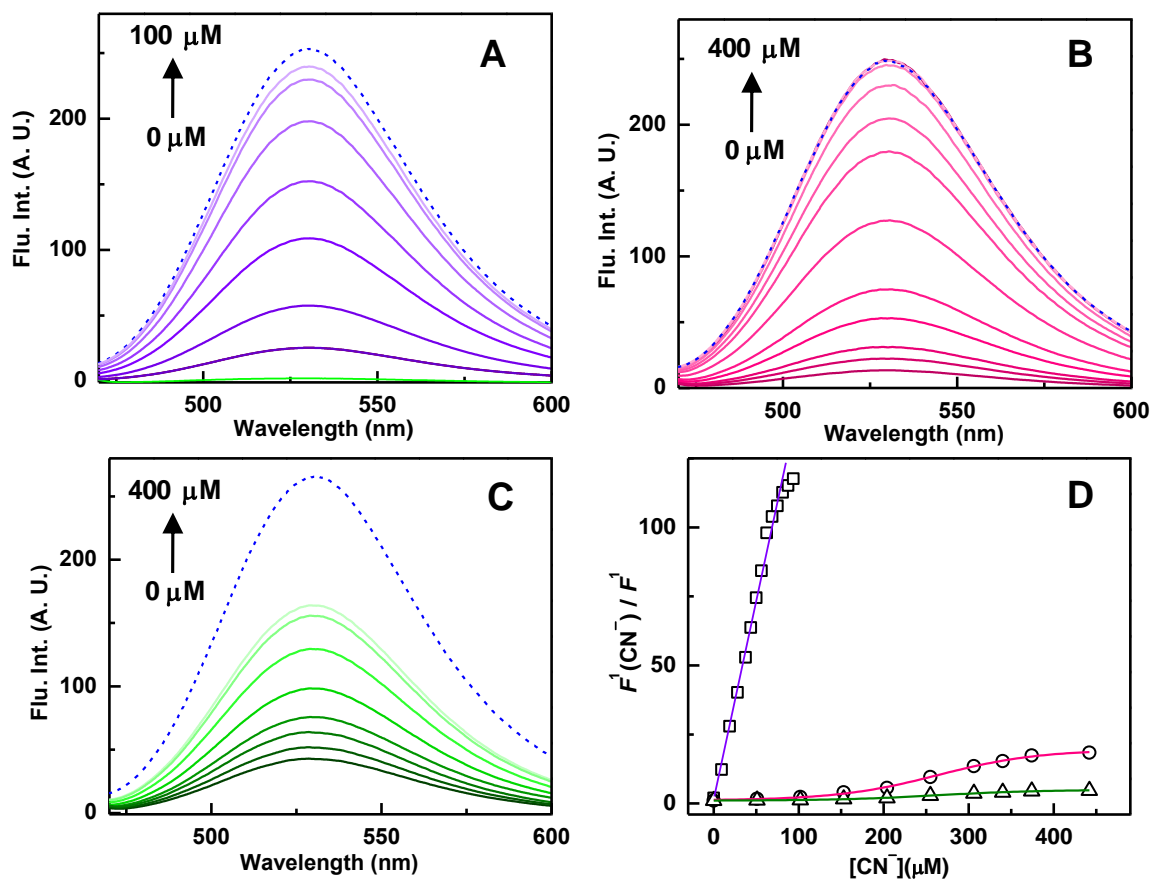 A
100 μM
0 μM
Flu. Int. (A. U.)
200
100
0
500
550
600
Wavelength (nm)
B
400 μM
0 μM
Flu. Int. (A. U.)
200
100
0
500
550
600
Wavelength (nm)
C
400 μM
0 μM
Flu. Int. (A. U.)
200
100
0
500
550
600
Wavelength (nm)
D
F¹(CN⁻) / F¹
100
50
0
0
100
200
300
400
[CN⁻](μM)